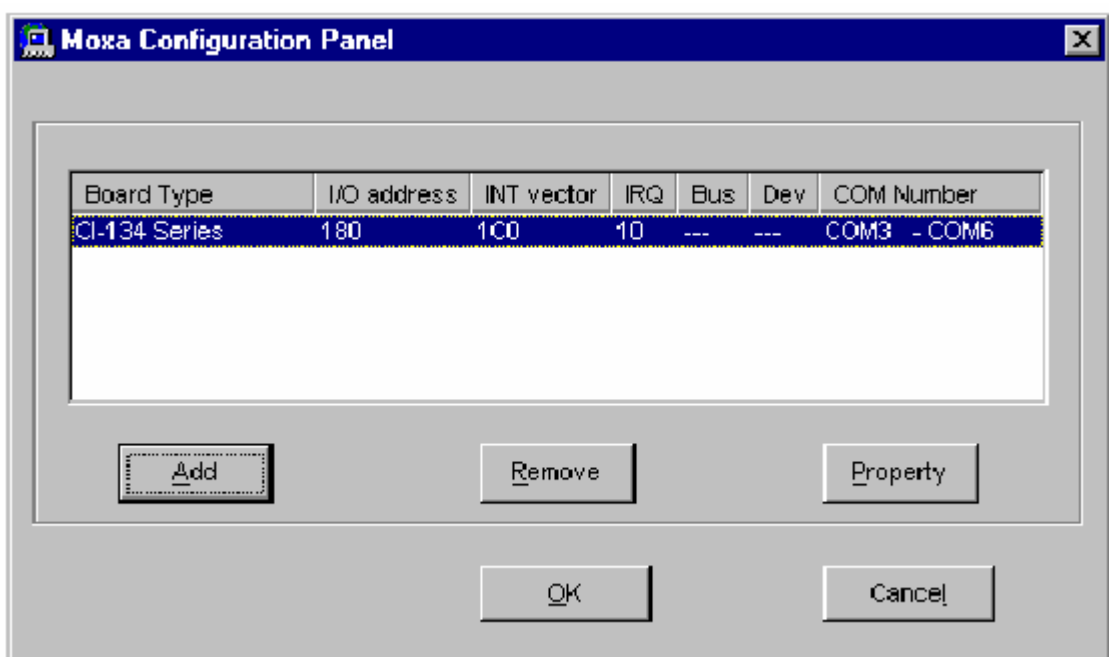 Moxa Configuration Panel
Board Type I/O address INT vector IRQ Bus Dev COM Number
CI-134 Series 180 1C0 10 --- --- COM3 - COM6
Add Remove Property
OK Cancel